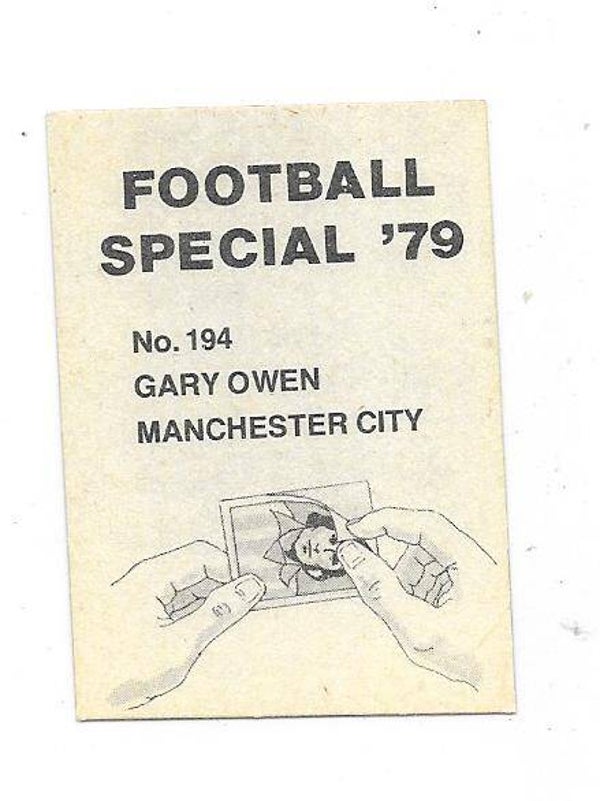 FOOTBALL
SPECIAL '79
No. 194
GARY OWEN
MANCHESTER CITY